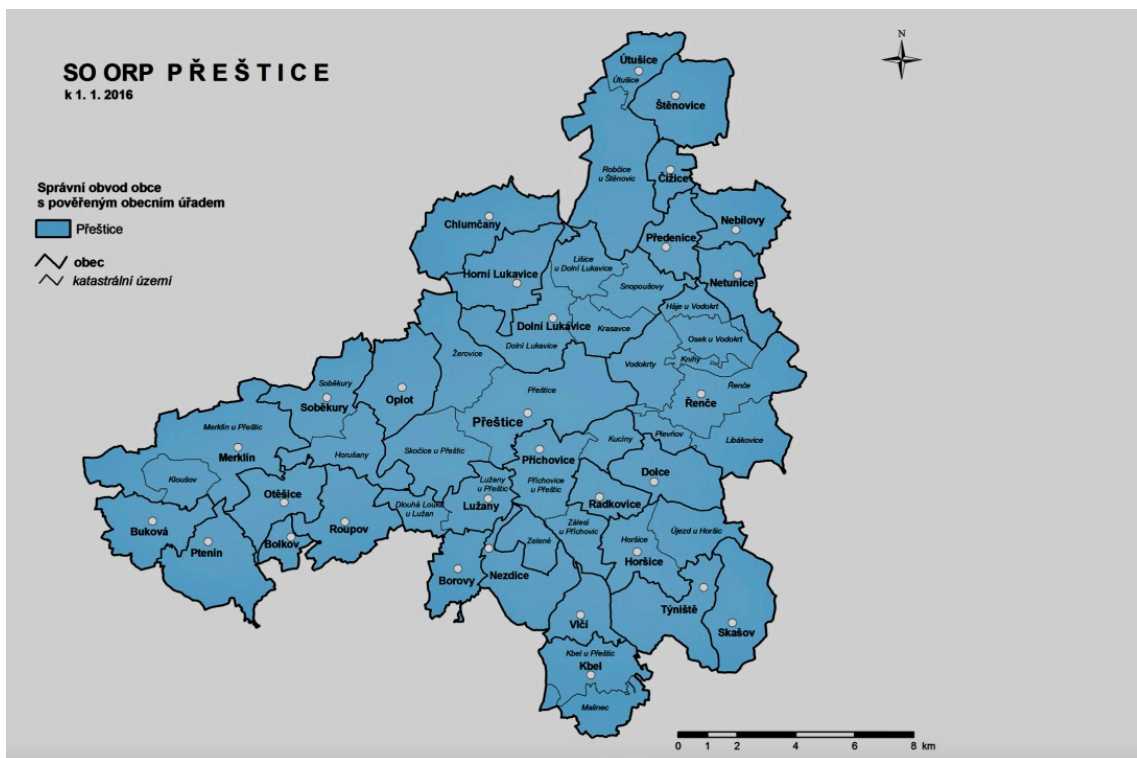 SO ORP PŘEŠTICE
k 1. 1. 2016
N
Správní obvod obce
s pověřeným obecním úřadem
Přeštice
obec
katastrální území
Útušice
Útušice
Štěnovice
Robčice
u Štěnovic
Čižice
Chlumčany
Nebílovy
Předenice
Lišice
u Dolní Lukavice
Horní Lukavice
Snopoušovy
Netunice
Háje u Vodokrt
Dolní Lukavice
Krasavce
Osek u Vodokrt
Dolní Lukavice
Žerovice
Knihy
Vodokrty
Řenče
Soběkury
Přeštice
Oplot
Řenče
Soběkury
Přeštice
Merklín u Přeštic
Kucíny
Plevňov
Libákovice
Merklín
Horušany
Skočice u Přeštic
Příchovice
Dolce
Kloušov
Lužany
u Přeštic
Příchovice
u Přeštic
Otěšice
Dlouhá Louka
u Lužan
Lužany
Radkovice
Buková
Roupov
Zálesí
u Příchovic
Újezd u Horšic
Ptenín
Bolkov
Zelené
Horšice
Horšice
Borovy
Nezdice
Týniště
Vlčí
Skašov
Kbel u Přeštic
Kbel
Malinec
0 1 2 4 6 8 km